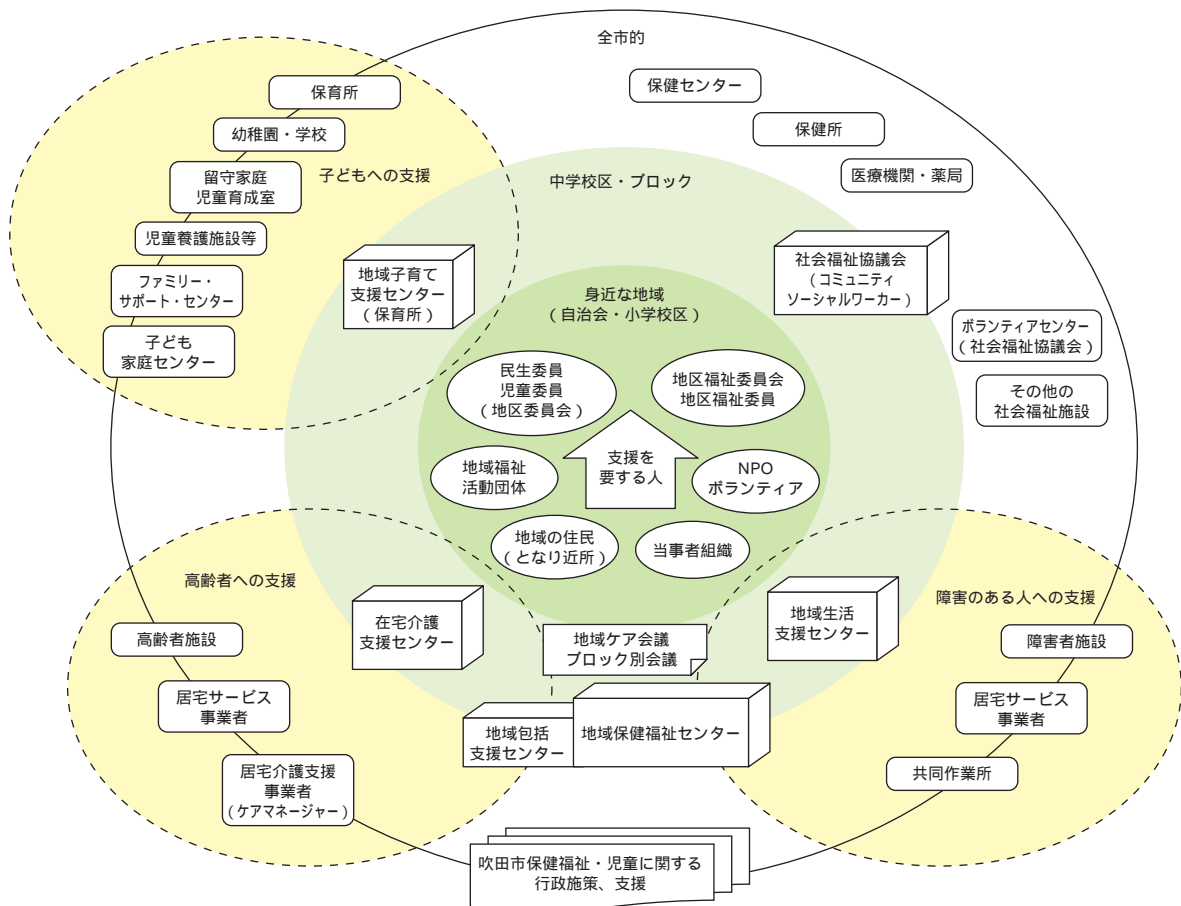 全市的
保育所
幼稚園・学校
留守家庭
児童育成室
児童養護施設等
ファミリー・
サポート・センター
子ども
家庭センター
子どもへの支援
保健センター
保健所
医療機関・薬局
中学校区・ブロック
地域子育て
支援センター
（保育所）
社会福祉協議会
（コミュニティ
ソーシャルワーカー）
ボランティアセンター
（社会福祉協議会）
その他の
社会福祉施設
身近な地域
（自治会・小学校区）
民生委員
児童委員
（地区委員会）
地区福祉委員会
地区福祉委員
支援を
要する人
地域福祉
活動団体
NPO
ボランティア
地域の住民
（となり近所）
当事者組織
高齢者への支援
高齢者施設
居宅サービス
事業者
居宅介護支援
事業者
（ケアマネージャー）
在宅介護
支援センター
地域ケア会議
ブロック別会議
地域包括
支援センター
地域保健福祉センター
地域生活
支援センター
障害のある人への支援
障害者施設
居宅サービス
事業者
共同作業所
吹田市保健福祉・児童に関する
行政施策、支援